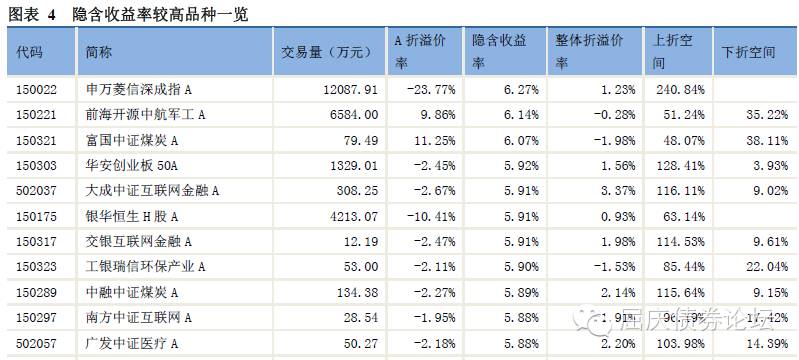 图表 4 隐含收益率较高品种一览
代码 简称 交易量（万元） A 折溢价率 隐含收益率 整体折溢价率 上折空间 下折空间
150022 申万菱信深成指 A 12087.91 -23.77% 6.27% 1.23% 240.84%
150221 前海开源中航军工 A 6584.00 9.86% 6.14% -0.28% 51.24% 35.22%
150321 富国中证煤炭 A 79.49 11.25% 6.07% -1.98% 48.07% 38.11%
150303 华安创业板 50A 1329.01 -2.45% 5.92% 1.56% 128.41% 3.93%
502037 大成中证互联网金融 A 308.25 -2.67% 5.91% 3.37% 116.11% 9.02%
150175 银华恒生 H 股 A 4213.07 -10.41% 5.91% 0.93% 63.14%
150317 交银互联网金融 A 12.19 -2.47% 5.91% 1.98% 114.53% 9.61%
150323 工银瑞信环保产业 A 53.00 -2.11% 5.90% -1.53% 85.44% 22.04%
150289 中融中证煤炭 A 134.38 -2.27% 5.89% 2.14% 115.64% 9.15%
150297 南方中证互联网 A 28.54 -1.95% 5.88%
502057 广发中证医疗 A 50.27 -2.18% 5.88% 2.20% 103.98% 14.39%
屈庆债券论坛